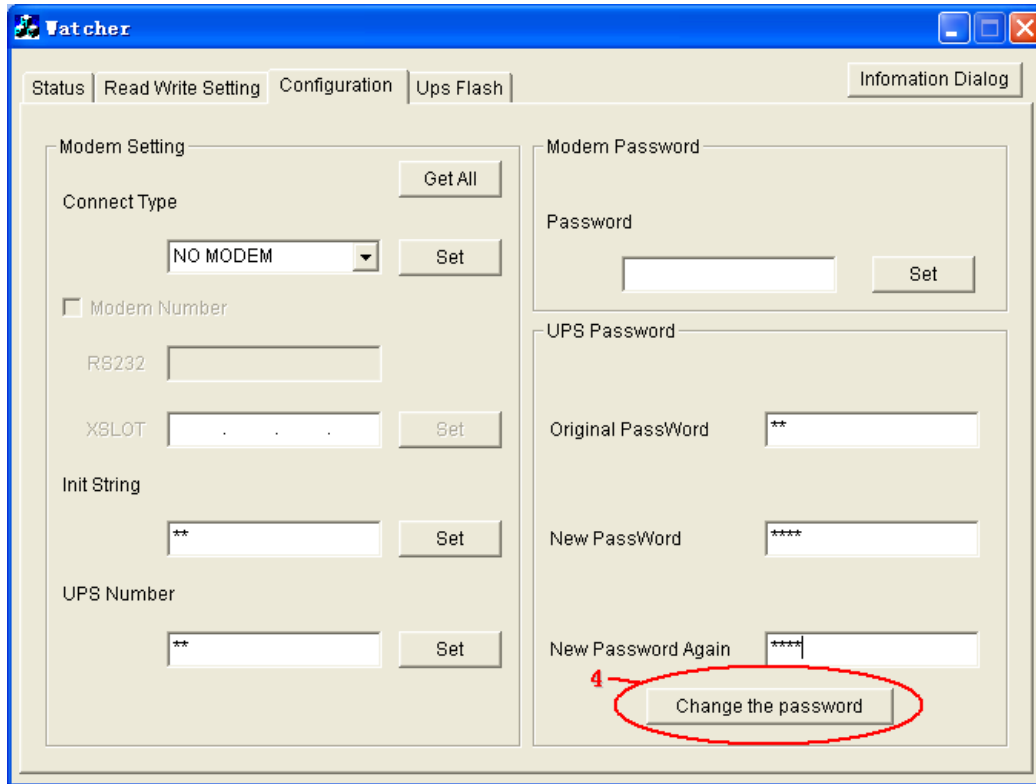 Watcher
Status Read Write Setting Configuration Ups Flash Infomation Dialog
Modem Setting
Get All
Connect Type
NO MODEM Set
Modem Number
RS232
XSLOT . . . Set
Init String
** Set
UPS Number
** Set
Modem Password
Password
Set
UPS Password
Original PassWord **
New PassWord ****
New Password Again ****
4
Change the password